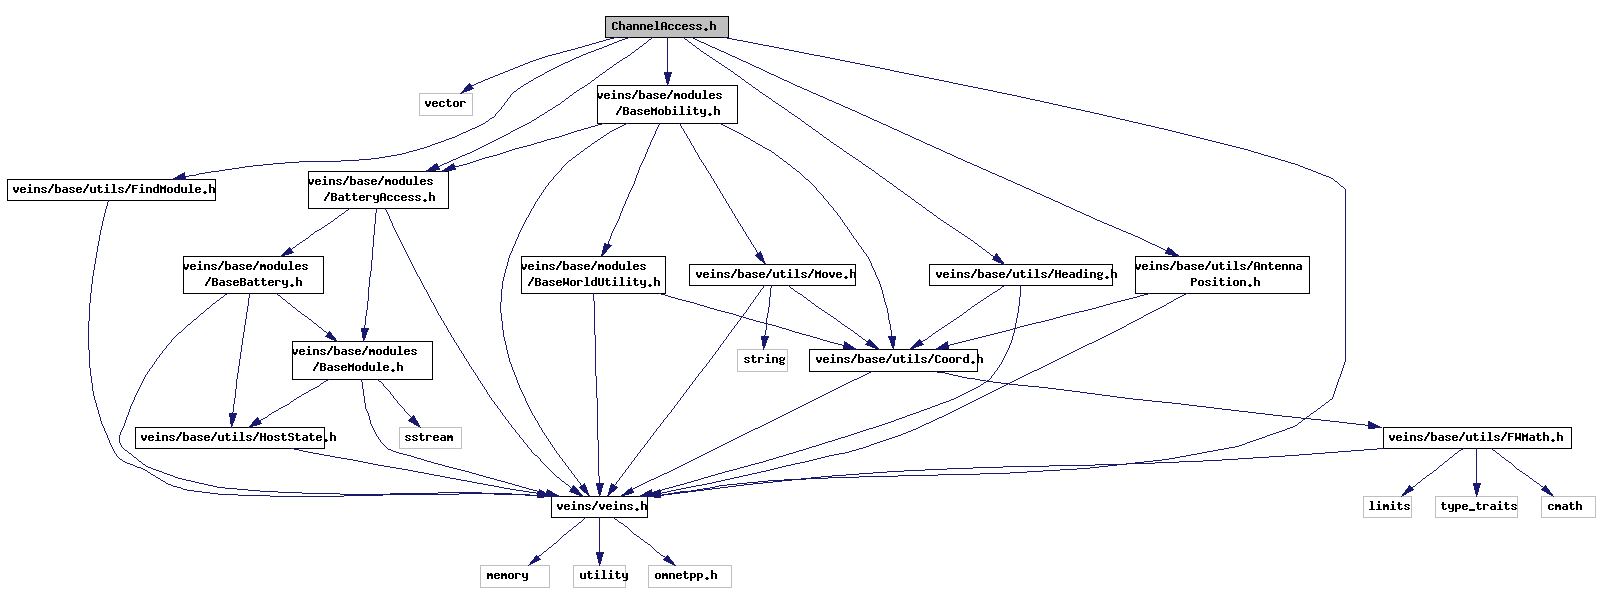 ChannelAccess.h
vector
veins/base/modules
/BaseMobility.h
veins/base/utils/FindModule.h
veins/base/modules
/BatteryAccess.h
veins/base/modules
/BaseBattery.h
veins/base/modules
/BaseWorldUtility.h
veins/base/utils/Move.h
veins/base/utils/Heading.h
veins/base/utils/Antenna
Position.h
veins/base/modules
/BaseModule.h
string
veins/base/utils/Coord.h
veins/base/utils/HostState.h
sstream
veins/base/utils/FWMath.h
veins/veins.h
limits
type_traits
cmath
memory
utility
omnetpp.h